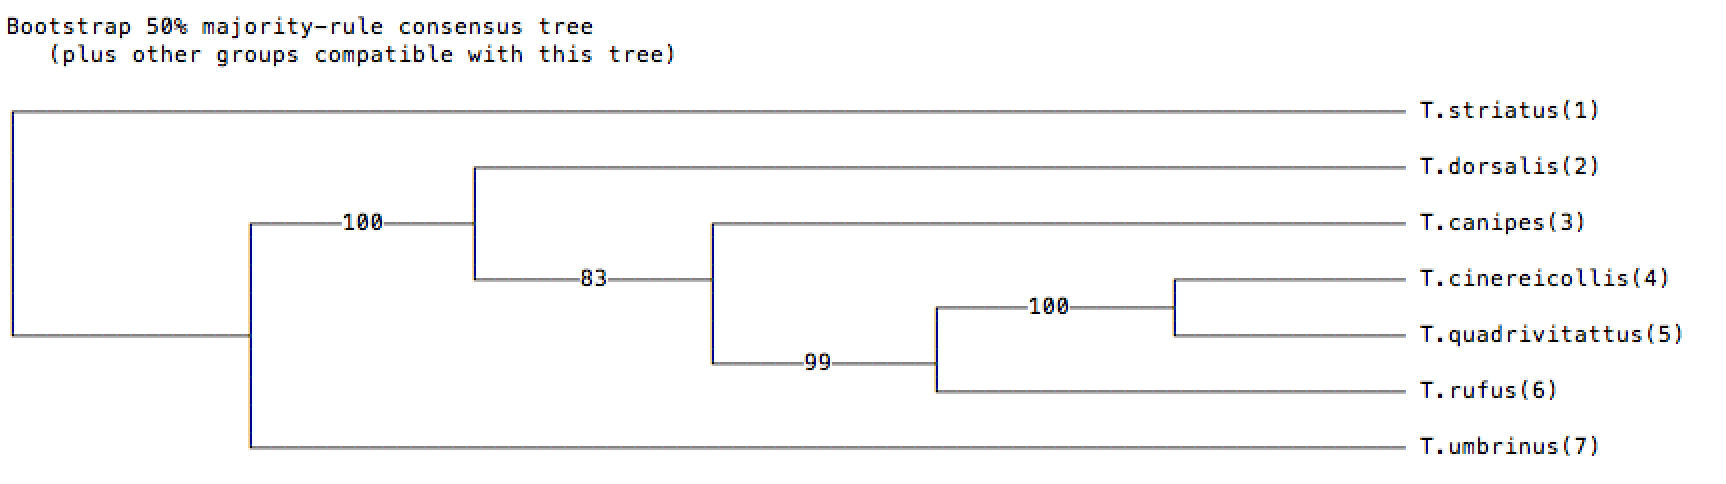 Bootstrap 50% majority-rule consensus tree
(plus other groups compatible with this tree)
T.striatus(1)
T.dorsalis(2)
100
T.canipes(3)
83
T.cinereicollis(4)
100
T.quadrivitattus(5)
99
T.rufus(6)
T.umbrinus(7)